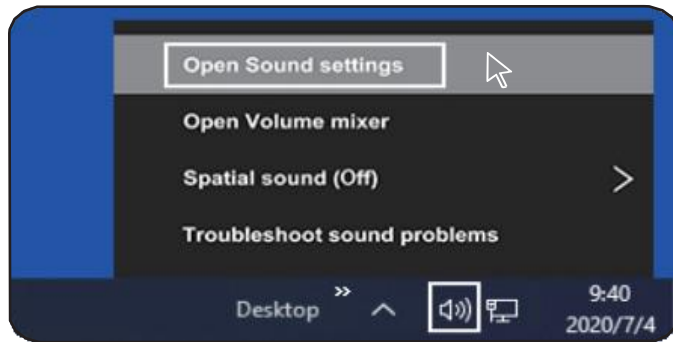 Open Sound settings
Open Volume mixer
Spatial sound (Off)
Troubleshoot sound problems
Desktop
9:40
2020/7/4